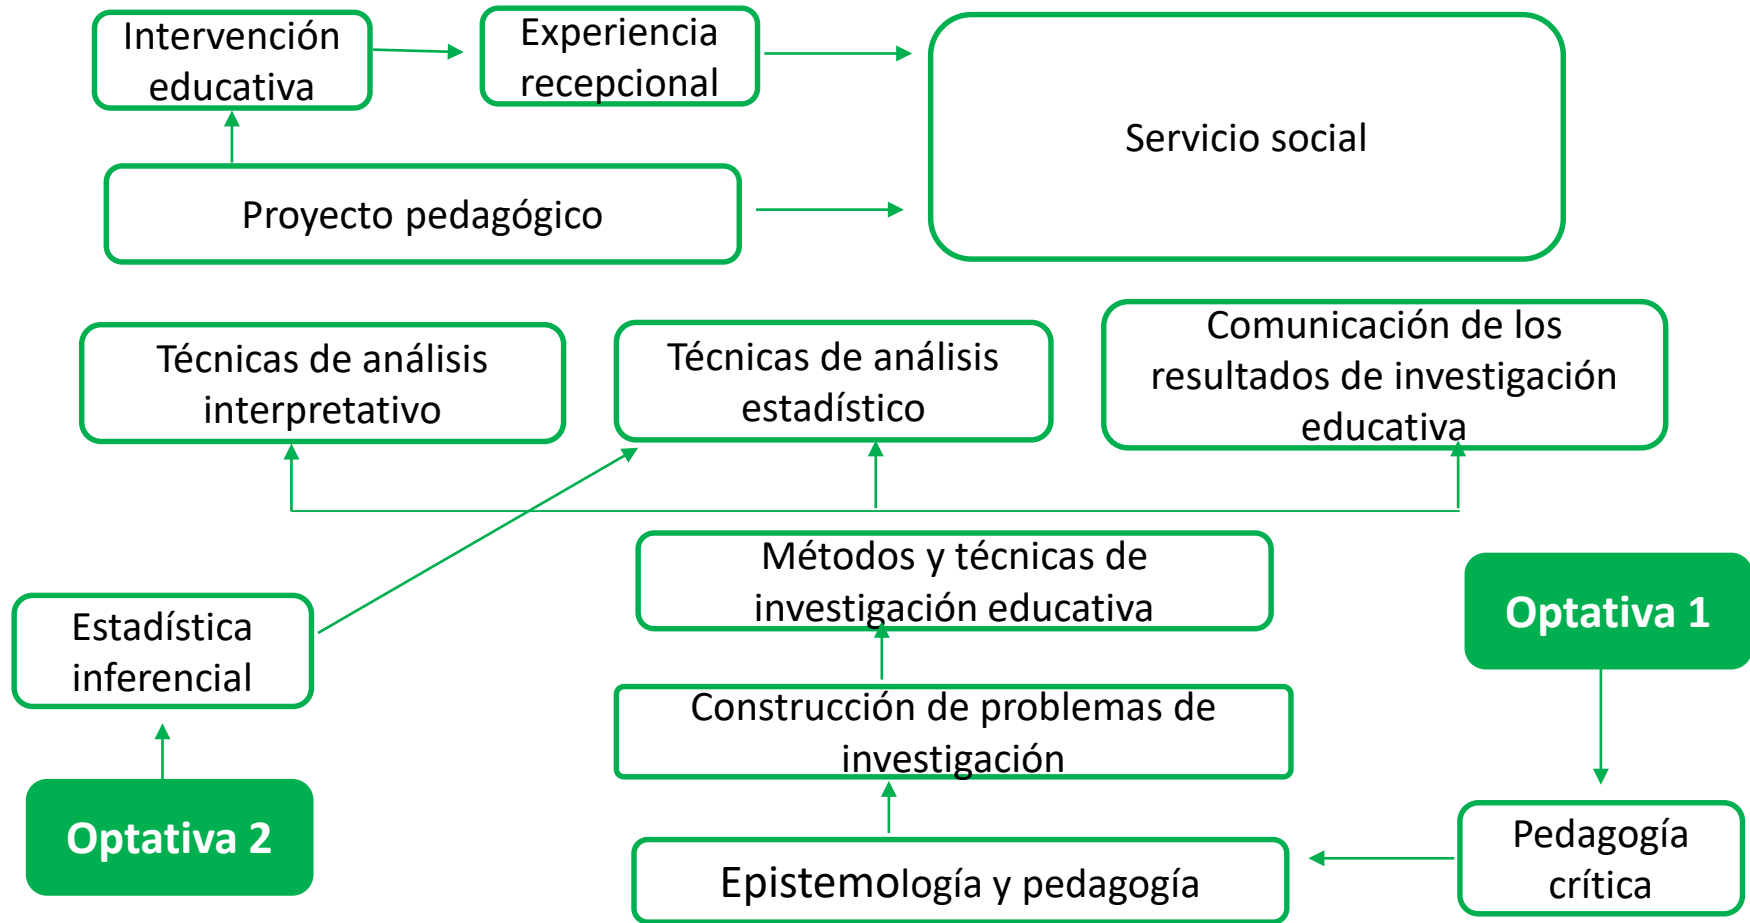 Intervención
educativa
Experiencia
recepcional
Servicio social
Proyecto pedagógico
Técnicas de análisis
interpretativo
Técnicas de análisis
estadístico
Comunicación de los
resultados de investigación
educativa
Métodos y técnicas de
investigación educativa
Optativa 1
Estadística
inferencial
Construcción de problemas de
investigación
Optativa 2
Epistemología y pedagogía
Pedagogía
crítica